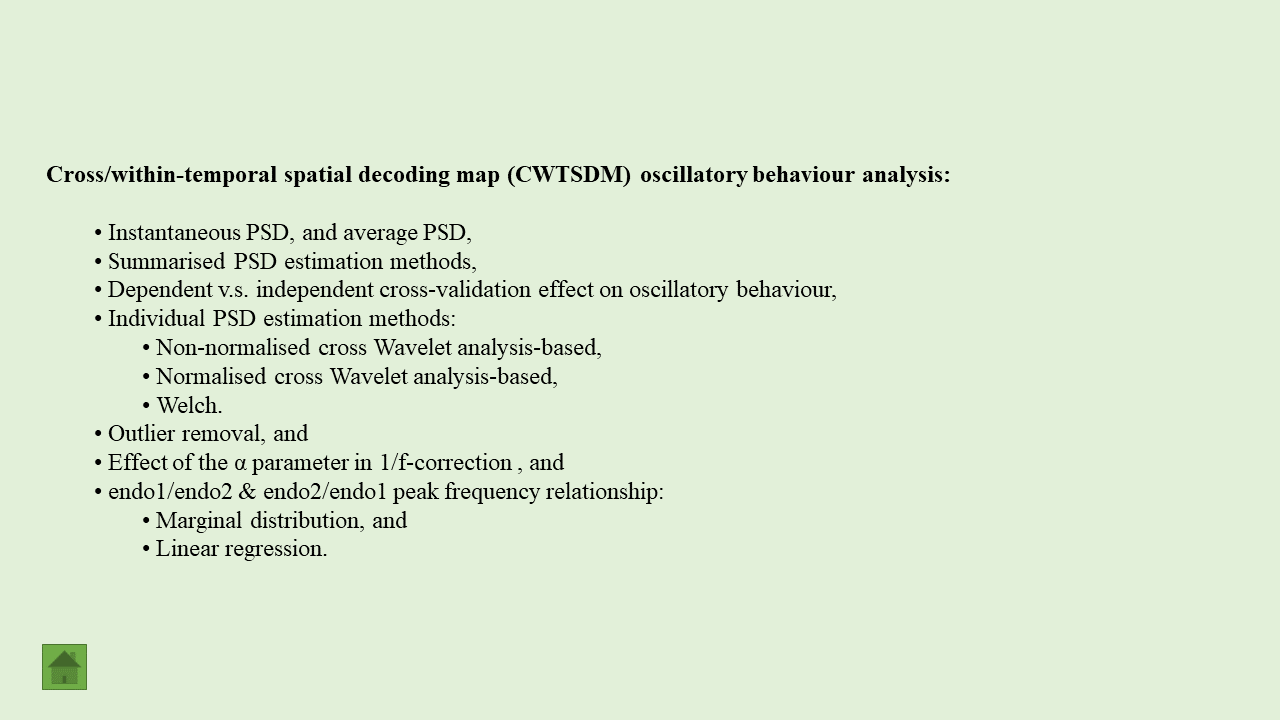 Cross/within-temporal spatial decoding map (CWTSDM) oscillatory behaviour analysis:
• Instantaneous PSD, and average PSD,
• Summarised PSD estimation methods,
• Dependent v.s. independent cross-validation effect on oscillatory behaviour,
• Individual PSD estimation methods:
• Non-normalised cross Wavelet analysis-based,
• Normalised cross Wavelet analysis-based,
• Welch.
• Outlier removal, and
• Effect of the α parameter in 1/f-correction , and
• endo1/endo2 & endo2/endo1 peak frequency relationship:
• Marginal distribution, and
• Linear regression.